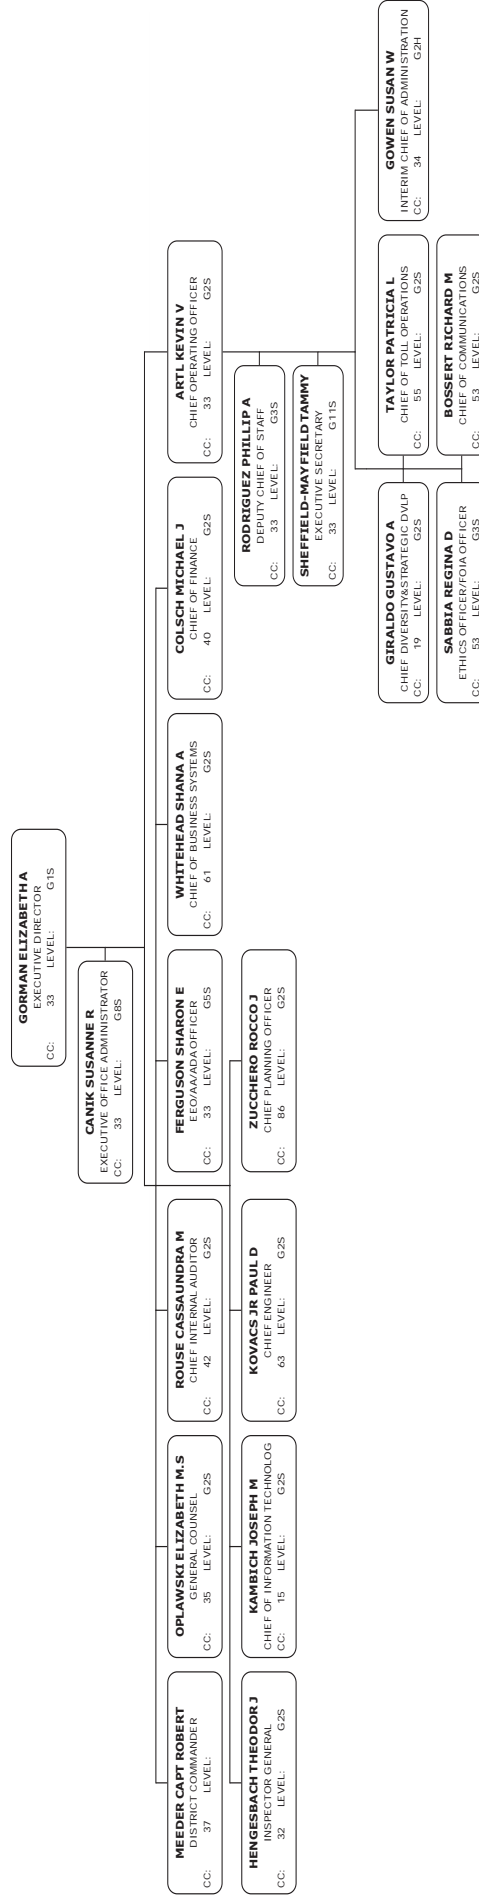 GORMAN ELIZABETH A
EXECUTIVE DIRECTOR
CC: 33 LEVEL: G1S
CANIK SUSANNE R
EXECUTIVE OFFICE ADMINISTRATOR
CC: 33 LEVEL: G8S
MEEDER CAPT ROBERT
DISTRICT COMMANDER
CC: 37 LEVEL:
OPLAWSKI ELIZABETH M.S
GENERAL COUNSEL
CC: 35 LEVEL: G2S
ROUSE CASSAUNDRA M
CHIEF INTERNAL AUDITOR
CC: 42 LEVEL: G2S
FERGUSON SHARON E
EEO/AA/ADA OFFICER
CC: 33 LEVEL: G5S
WHITEHEAD SHANA A
CHIEF OF BUSINESS SYSTEMS
CC: 61 LEVEL: G2S
COLSCH MICHAEL J
CHIEF OF FINANCE
CC: 40 LEVEL: G2S
ARTL KEVIN V
CHIEF OPERATING OFFICER
CC: 33 LEVEL: G2S
HENGESBACH THEODOR J
INSPECTOR GENERAL
CC: 32 LEVEL: G2S
KAMBICH JOSEPH M
CHIEF OF INFORMATION TECHNOLOG
CC: 15 LEVEL: G2S
KOVACS JR PAUL D
CHIEF ENGINEER
CC: 63 LEVEL: G2S
ZUCCHERO ROCCO J
CHIEF PLANNING OFFICER
CC: 86 LEVEL: G2S
RODRIGUEZ PHILLIP A
DEPUTY CHIEF OF STAFF
CC: 33 LEVEL: G3S
SHEFFIELD-MAYFIELD TAMMY
EXECUTIVE SECRETARY
CC: 33 LEVEL: G11S
GIRALDO GUSTAVO A
CHIEF DIVERSITY&STRATEGIC DVLP
CC: 19 LEVEL: G2S
TAYLOR PATRICIA L
CHIEF OF TOLL OPERATIONS
CC: 55 LEVEL: G2S
GOWEN SUSAN W
INTERIM CHIEF OF ADMINISTRATION
CC: 34 LEVEL: G2H
SABBIA REGINA D
ETHICS OFFICER/FOIA OFFICER
CC: 53 LEVEL: G3S
BOSSERT RICHARD M
CHIEF OF COMMUNICATIONS
CC: 53 LEVEL: G2S